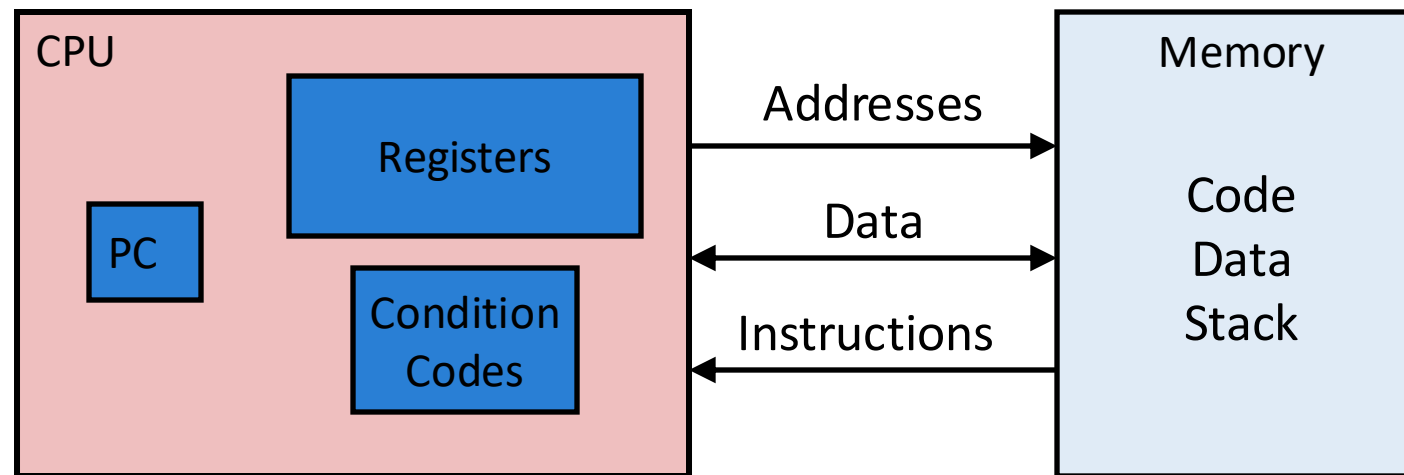 CPU
Registers
PC
Condition
Codes
Addresses
Data
Instructions
Memory
Code
Data
Stack